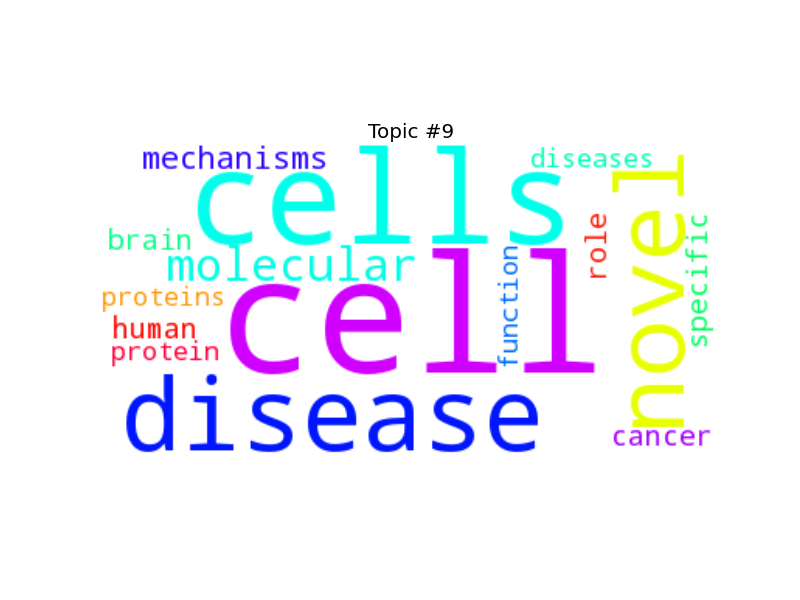 Topic #9
mechanisms
diseases
cells
novel
brain
role
specific
molecular
function
proteins
cell
human
protein
disease
cancer